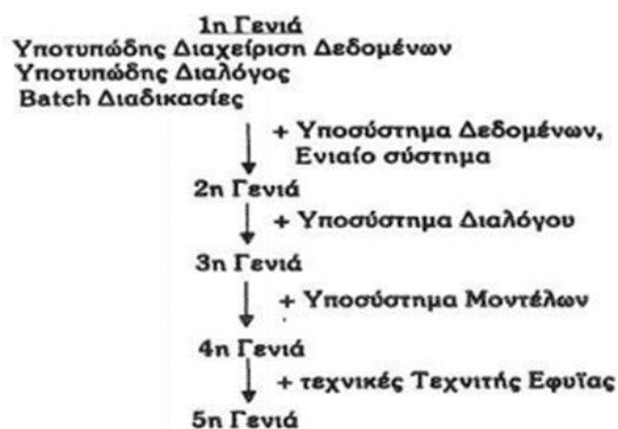 1η Γενιά
Υποτυπώδης Διαχείριση Δεδομένων
Υποτυπώδης Διαλόγος
Batch Διαδικασίες
+ Υποσύστημα Δεδομένων,
Ενιαίο σύστημα
2η Γενιά
+ Υποσύστημα Διαλόγου
3η Γενιά
+ Υποσύστημα Μοντέλων
4η Γενιά
+ τεχνικές Τεχνιτής Εφυΐας
5η Γενιά